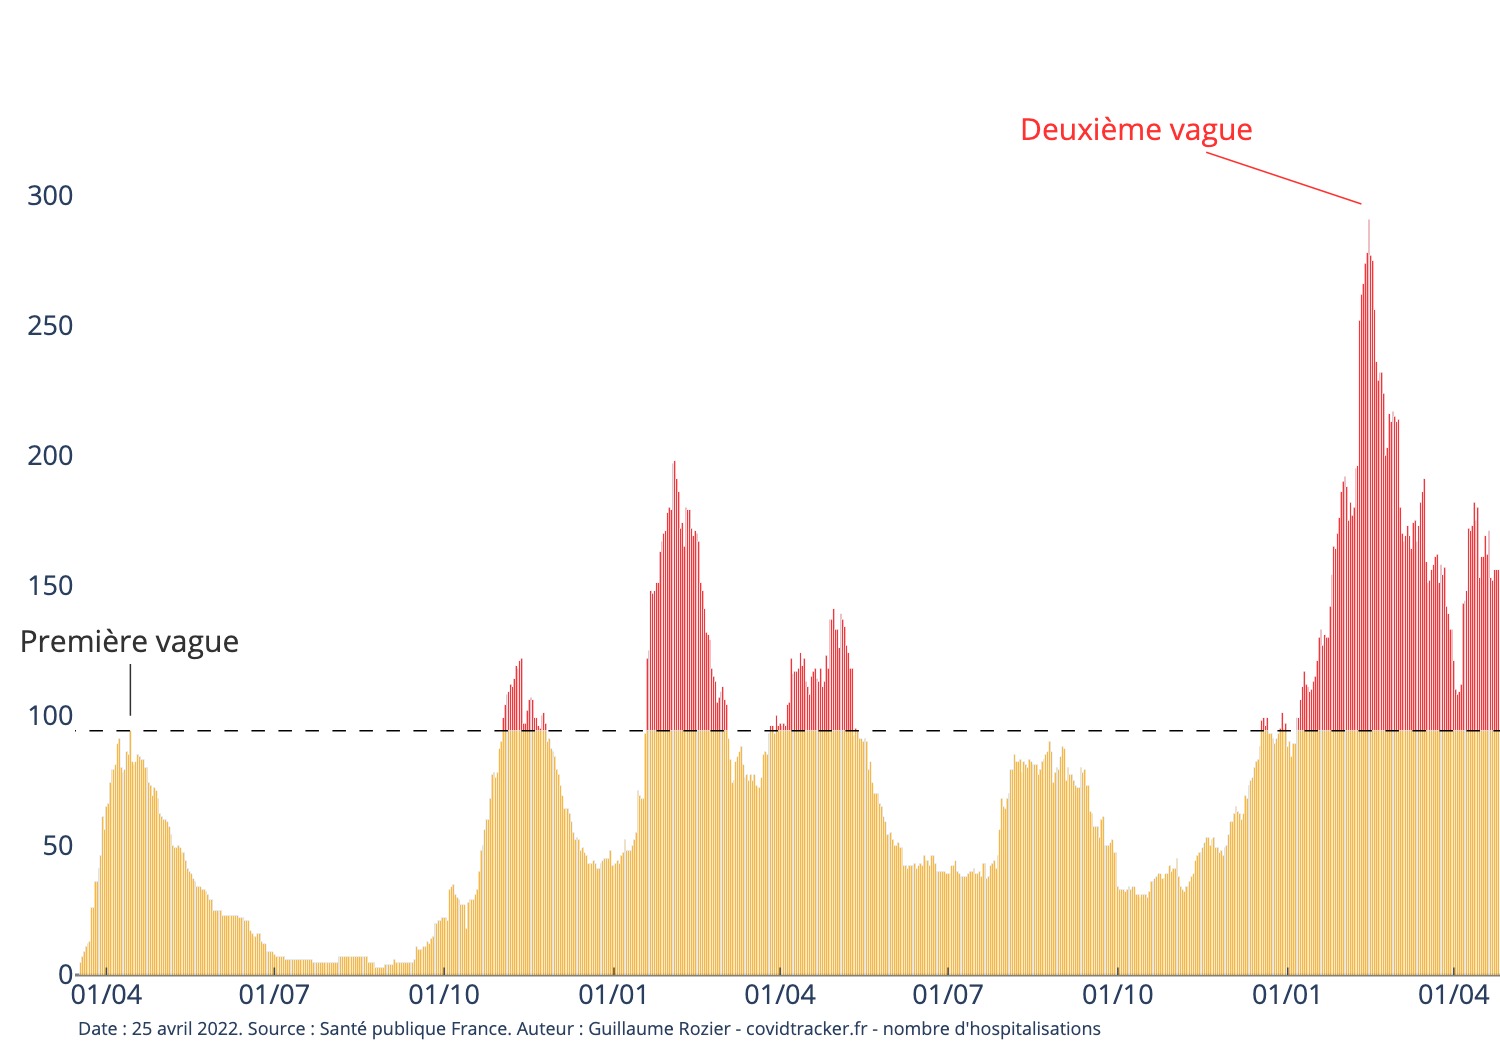 Deuxième vague
300
250
200
150
Première vague
100
50
0
01/04 01/07 01/10 01/01 01/04 01/07 01/10 01/01 01/04
Date : 25 avril 2022. Source : Santé publique France. Auteur : Guillaume Rozier - covidtracker.fr - nombre d'hospitalisations